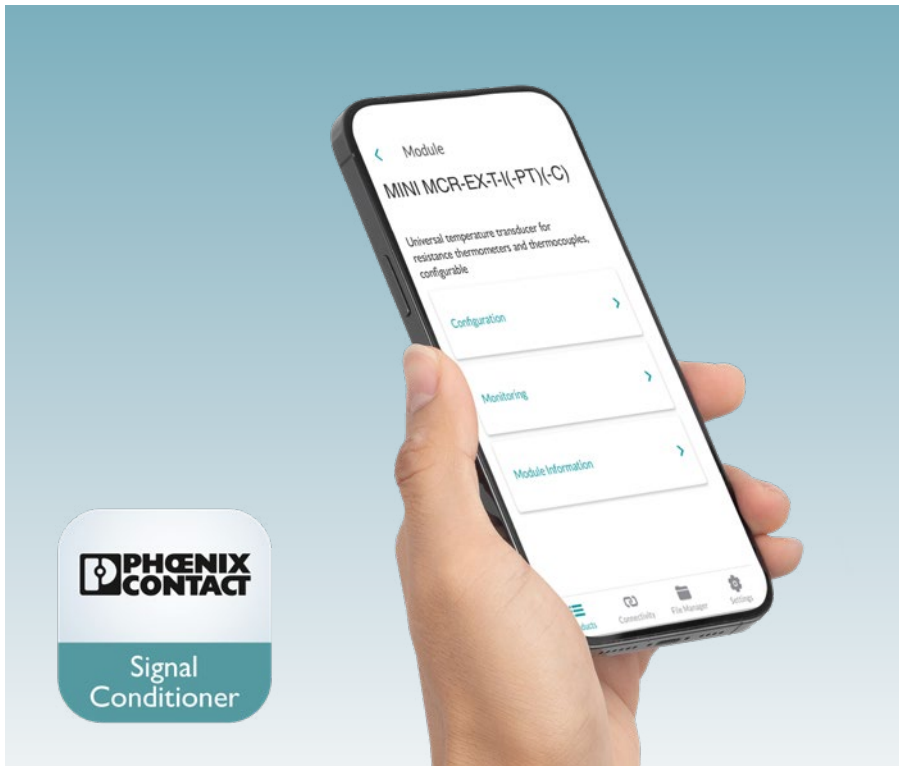 Module
MINI MCR-EX-T-I(-PT)(-C)
Universal temperature transducer for
resistance thermometers and thermocouples,
configurable
Configuration
Monitoring
Module Information
Connectivity
File Manager
Settings
PHŒNIX
CONTACT
Signal
Conditioner